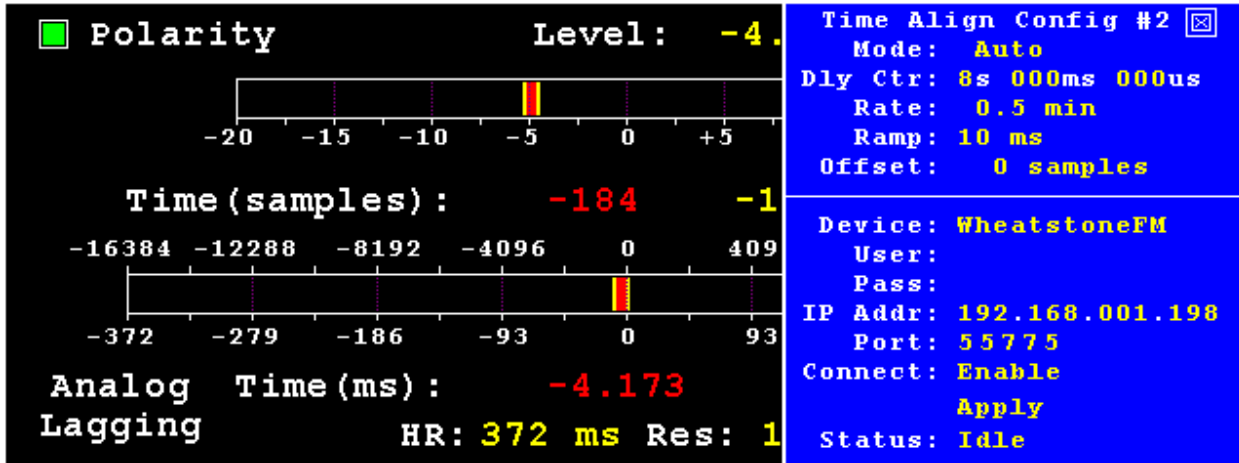 Polarity Level: -4.
-20 -15 -10 -5 0 +5
Time(samples): -184 -1
-16384 -12288 -8192 -4096 0 409
-372 -279 -186 -93 0 93
Analog Time(ms): -4.173
Lagging HR: 372 ms Res: 1
Time Align Config #2
Mode: Auto
Dly Ctr: 8s 000ms 000us
Rate: 0.5 min
Ramp: 10 ms
Offset: 0 samples
Device: WheatstoneFM
User:
Pass:
IP Addr: 192.168.001.198
Port: 55775
Connect: Enable
Apply
Status: Idle